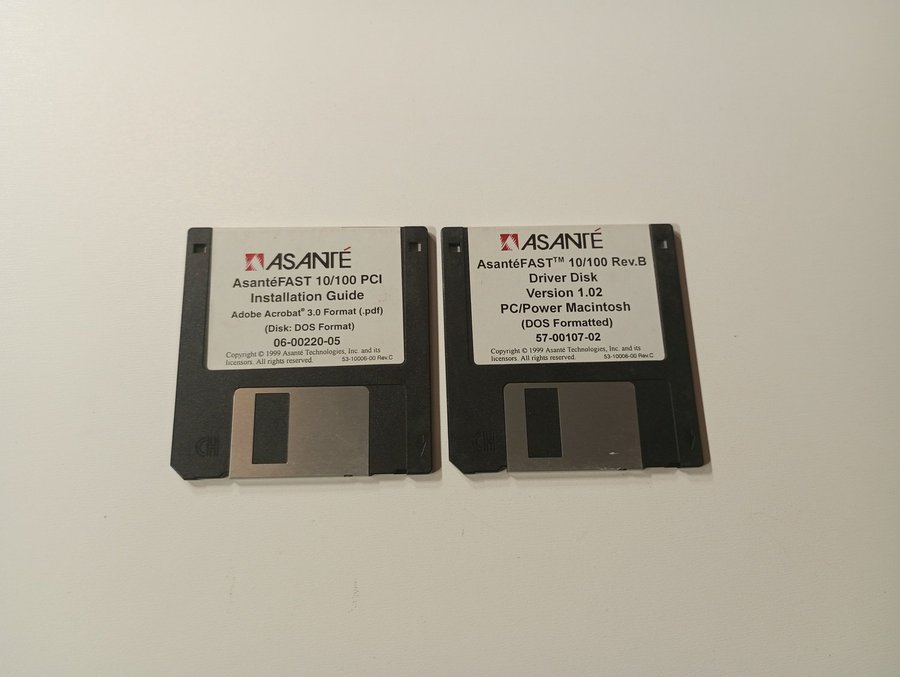 ASANTÉ
AsantéFAST 10/100 PCI
Installation Guide
Adobe Acrobat® 3.0 Format (.pdf)
(Disk: DOS Format)
06-00220-05
Copyright © 1999 Asanté Technologies, Inc. and its
licensors. All rights reserved.
53-10006-00 Rev.C
HD
ASANTÉ
AsantéFAST™ 10/100 Rev.B
Driver Disk
Version 1.02
PC/Power Macintosh
(DOS Formatted)
57-00107-02
Copyright © 1999 Asanté Technologies, Inc. and its
licensors. All rights reserved.
53-10006-00 Rev.C
HD